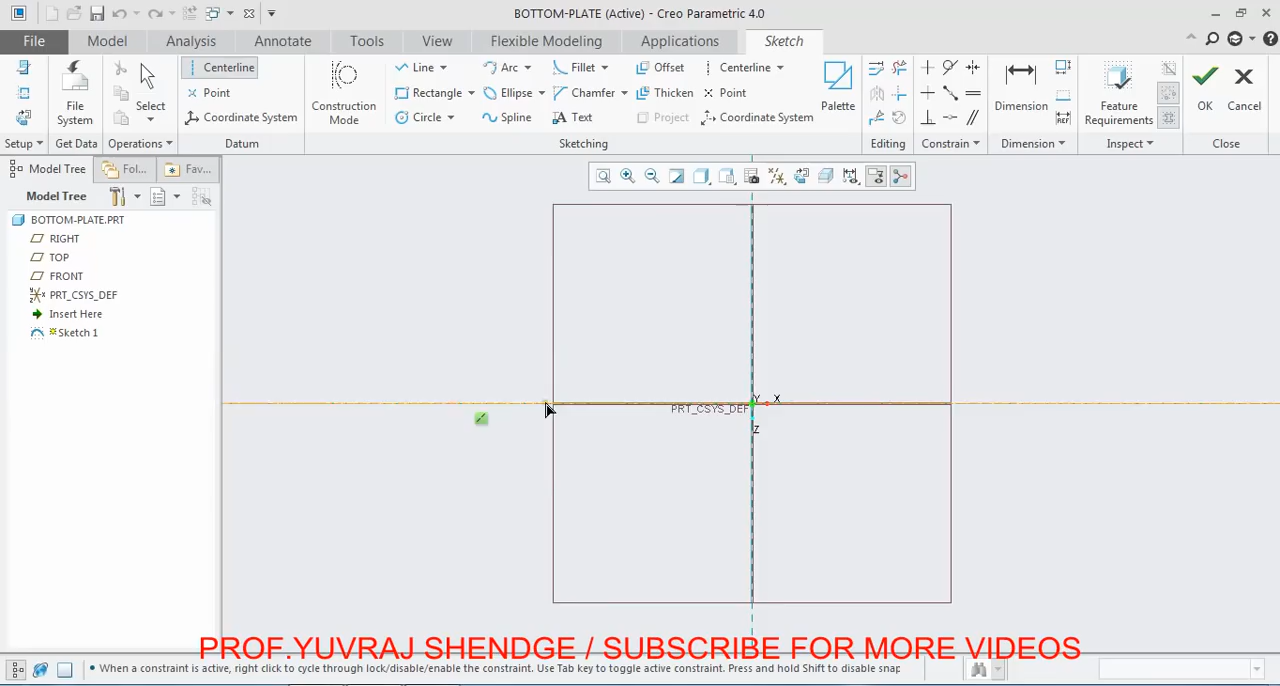 BOTTOM-PLATE (Active) - Creo Parametric 4.0
File Model Analysis Annotate Tools View Flexible Modeling Applications Sketch
Centerline Line Arc Fillet Offset Centerline
Point Rectangle Ellipse Chamfer Thicken Point
Coordinate System Circle Spline Text Project Coordinate System
File System Select Construction Mode Palette Dimension Feature Requirements OK Cancel
Setup Get Data Operations Datum Sketching Editing Constrain Dimension Inspect Close
REF
Model Tree Fol... Fav...
Model Tree
BOTTOM-PLATE.PRT
RIGHT
TOP
FRONT
PRT_CSYS_DEF
Insert Here
Sketch 1
Y X
PRT_CSYS_DEF
Z
PROF.YUVRAJ SHENDGE / SUBSCRIBE FOR MORE VIDEOS
• When a constraint is active, right click to cycle through lock/disable/enable the constraint. Use Tab key to toggle active constraint. Press and hold Shift to disable snap